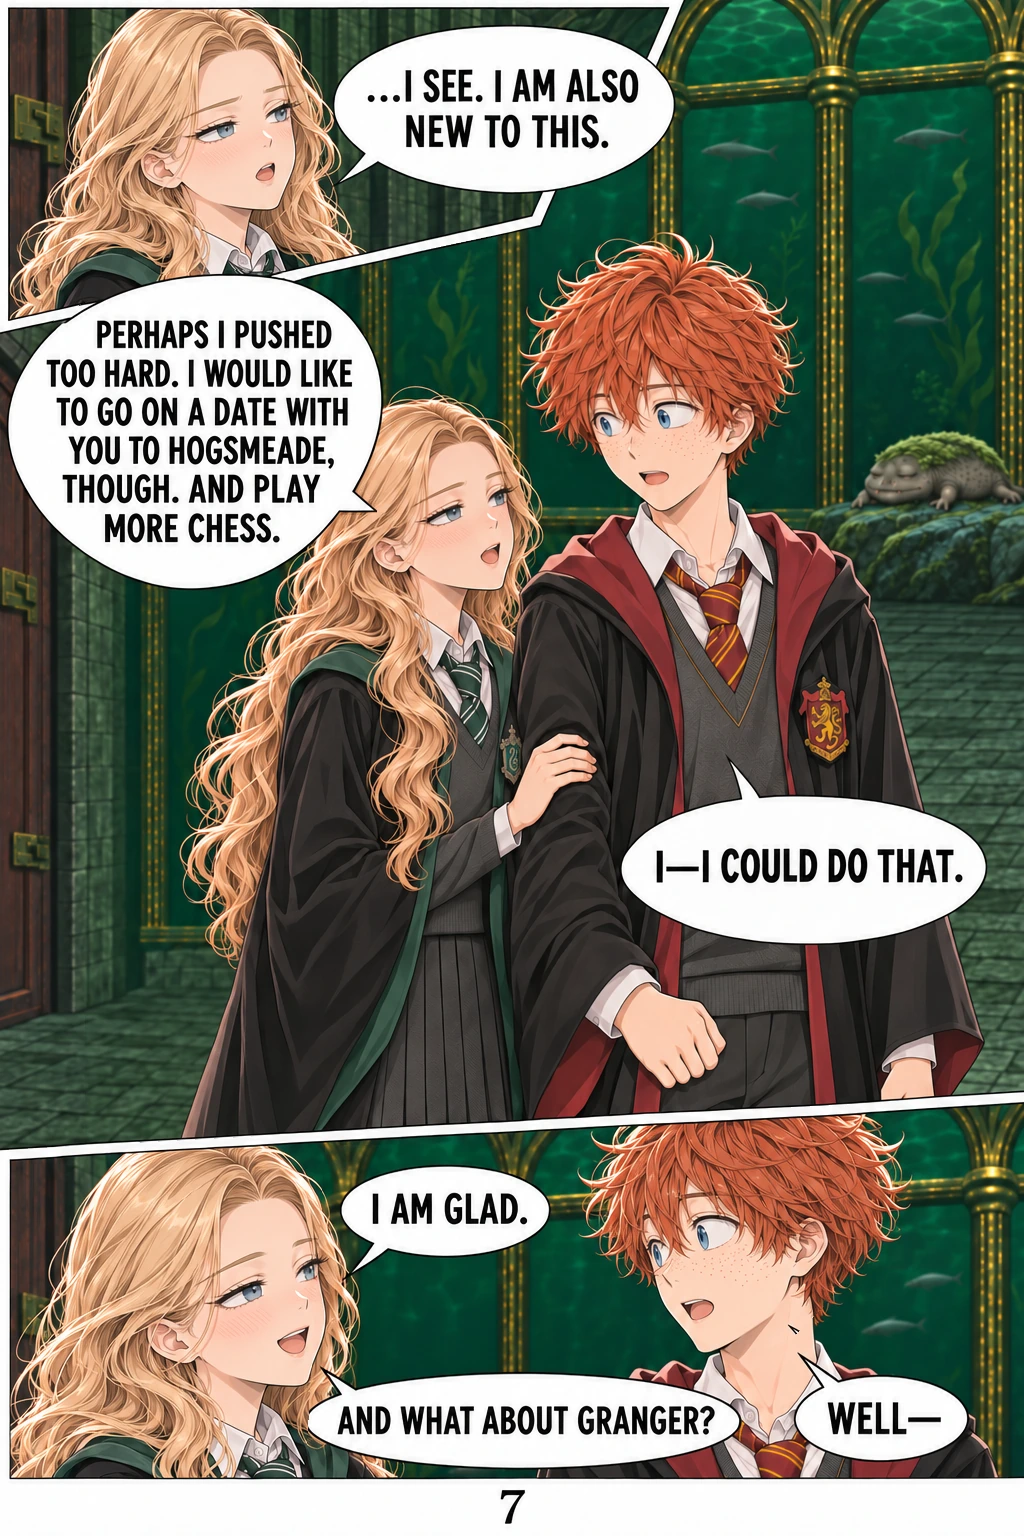 ...I SEE. I AM ALSO
NEW TO THIS.
PERHAPS I PUSHED
TOO HARD. I WOULD LIKE
TO GO ON A DATE WITH
YOU TO HOGSMEADE,
THOUGH. AND PLAY
MORE CHESS.
I—I COULD DO THAT.
I AM GLAD.
AND WHAT ABOUT GRANGER?
WELL—
7